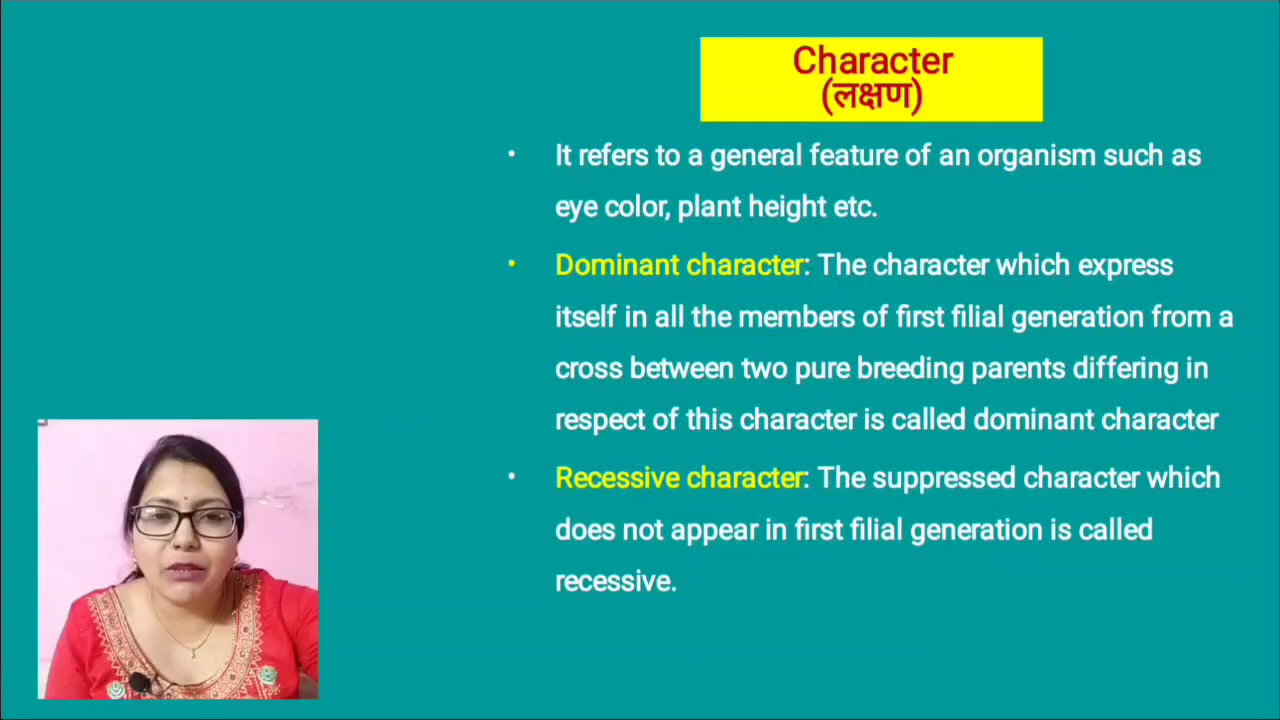 Character
(लक्षण)
• It refers to a general feature of an organism such as
eye color, plant height etc.
• Dominant character: The character which express
itself in all the members of first filial generation from a
cross between two pure breeding parents differing in
respect of this character is called dominant character
• Recessive character: The suppressed character which
does not appear in first filial generation is called
recessive.